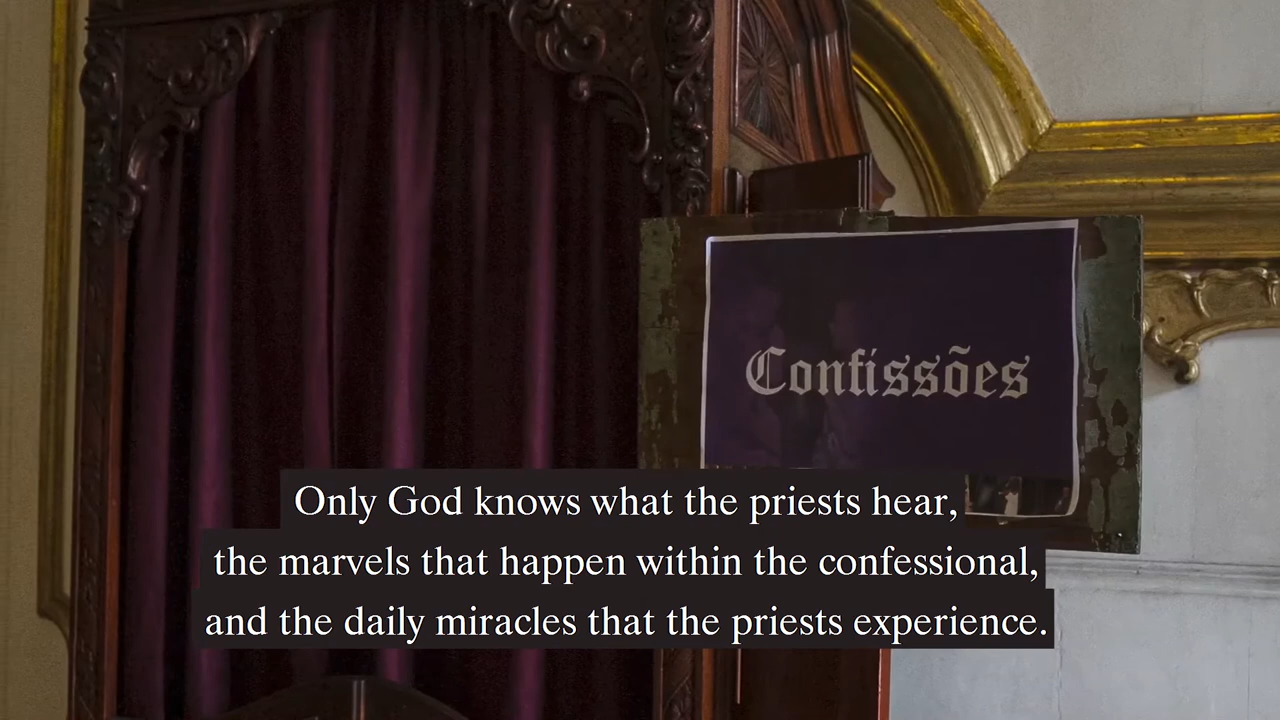 Confissões
Only God knows what the priests hear,
the marvels that happen within the confessional,
and the daily miracles that the priests experience.